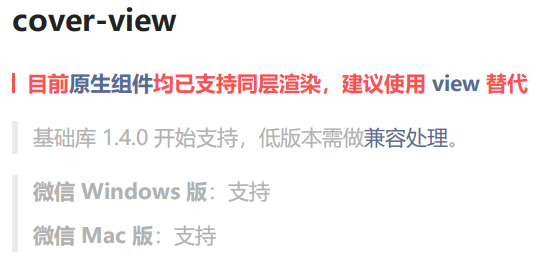 cover-view
目前原生组件均已支持同层渲染，建议使用 view 替代
基础库 1.4.0 开始支持，低版本需做兼容处理。
微信 Windows 版：支持
微信 Mac 版：支持